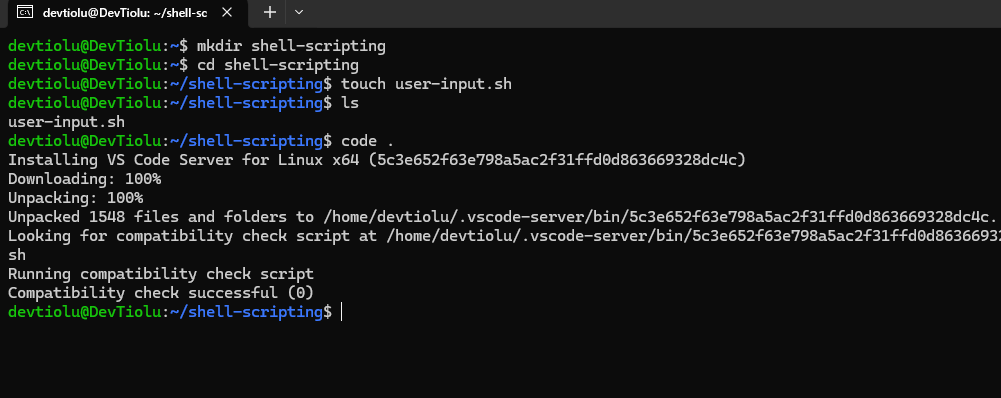 devtiolu@DevTiolu: ~/shell-sc
devtiolu@DevTiolu:~$ mkdir shell-scripting
devtiolu@DevTiolu:~$ cd shell-scripting
devtiolu@DevTiolu:~/shell-scripting$ touch user-input.sh
devtiolu@DevTiolu:~/shell-scripting$ ls
user-input.sh
devtiolu@DevTiolu:~/shell-scripting$ code .
Installing VS Code Server for Linux x64 (5c3e652f63e798a5ac2f31ffd0d863669328dc4c)
Downloading: 100%
Unpacking: 100%
Unpacked 1548 files and folders to /home/devtiolu/.vscode-server/bin/5c3e652f63e798a5ac2f31ffd0d863669328dc4c.
Looking for compatibility check script at /home/devtiolu/.vscode-server/bin/5c3e652f63e798a5ac2f31ffd0d86366932
sh
Running compatibility check script
Compatibility check successful (0)
devtiolu@DevTiolu:~/shell-scripting$